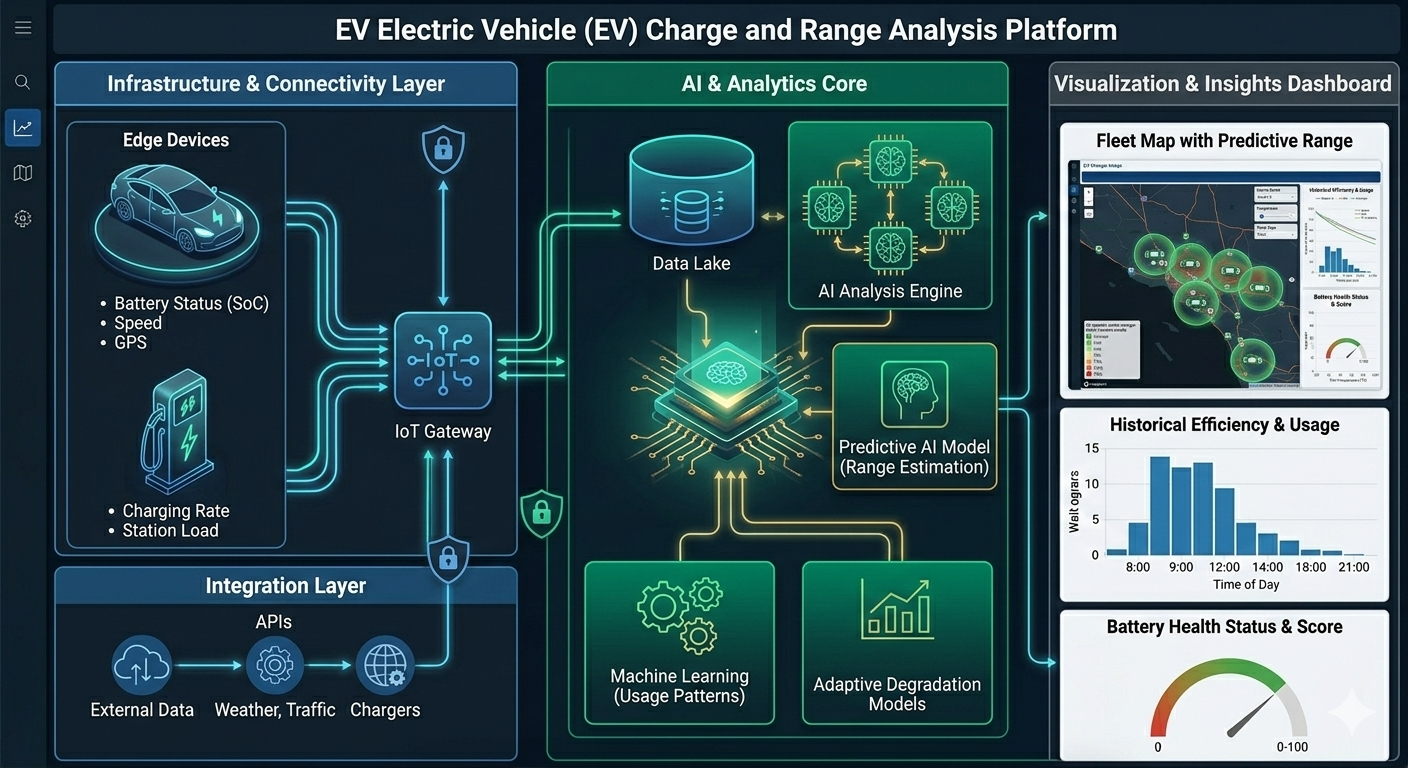 EV Electric Vehicle (EV) Charge and Range Analysis Platform
Infrastructure & Connectivity Layer
Edge Devices
• Battery Status (SoC)
• Speed
• GPS
• Charging Rate
• Station Load
IoT
IoT Gateway
Integration Layer
APIs
External Data
Weather, Traffic
Chargers
AI & Analytics Core
Data Lake
AI Analysis Engine
Predictive AI Model
(Range Estimation)
Machine Learning
(Usage Patterns)
Adaptive Degradation
Models
Visualization & Insights Dashboard
Fleet Map with Predictive Range
Historical Efficiency & Usage
Battery Health Status
& Score
Historical Efficiency & Usage
Walt ogrars
15
10
5
0
8:00 9:00 12:00 14:00 18:00 21:00
Time of Day
Battery Health Status & Score
0
0-100